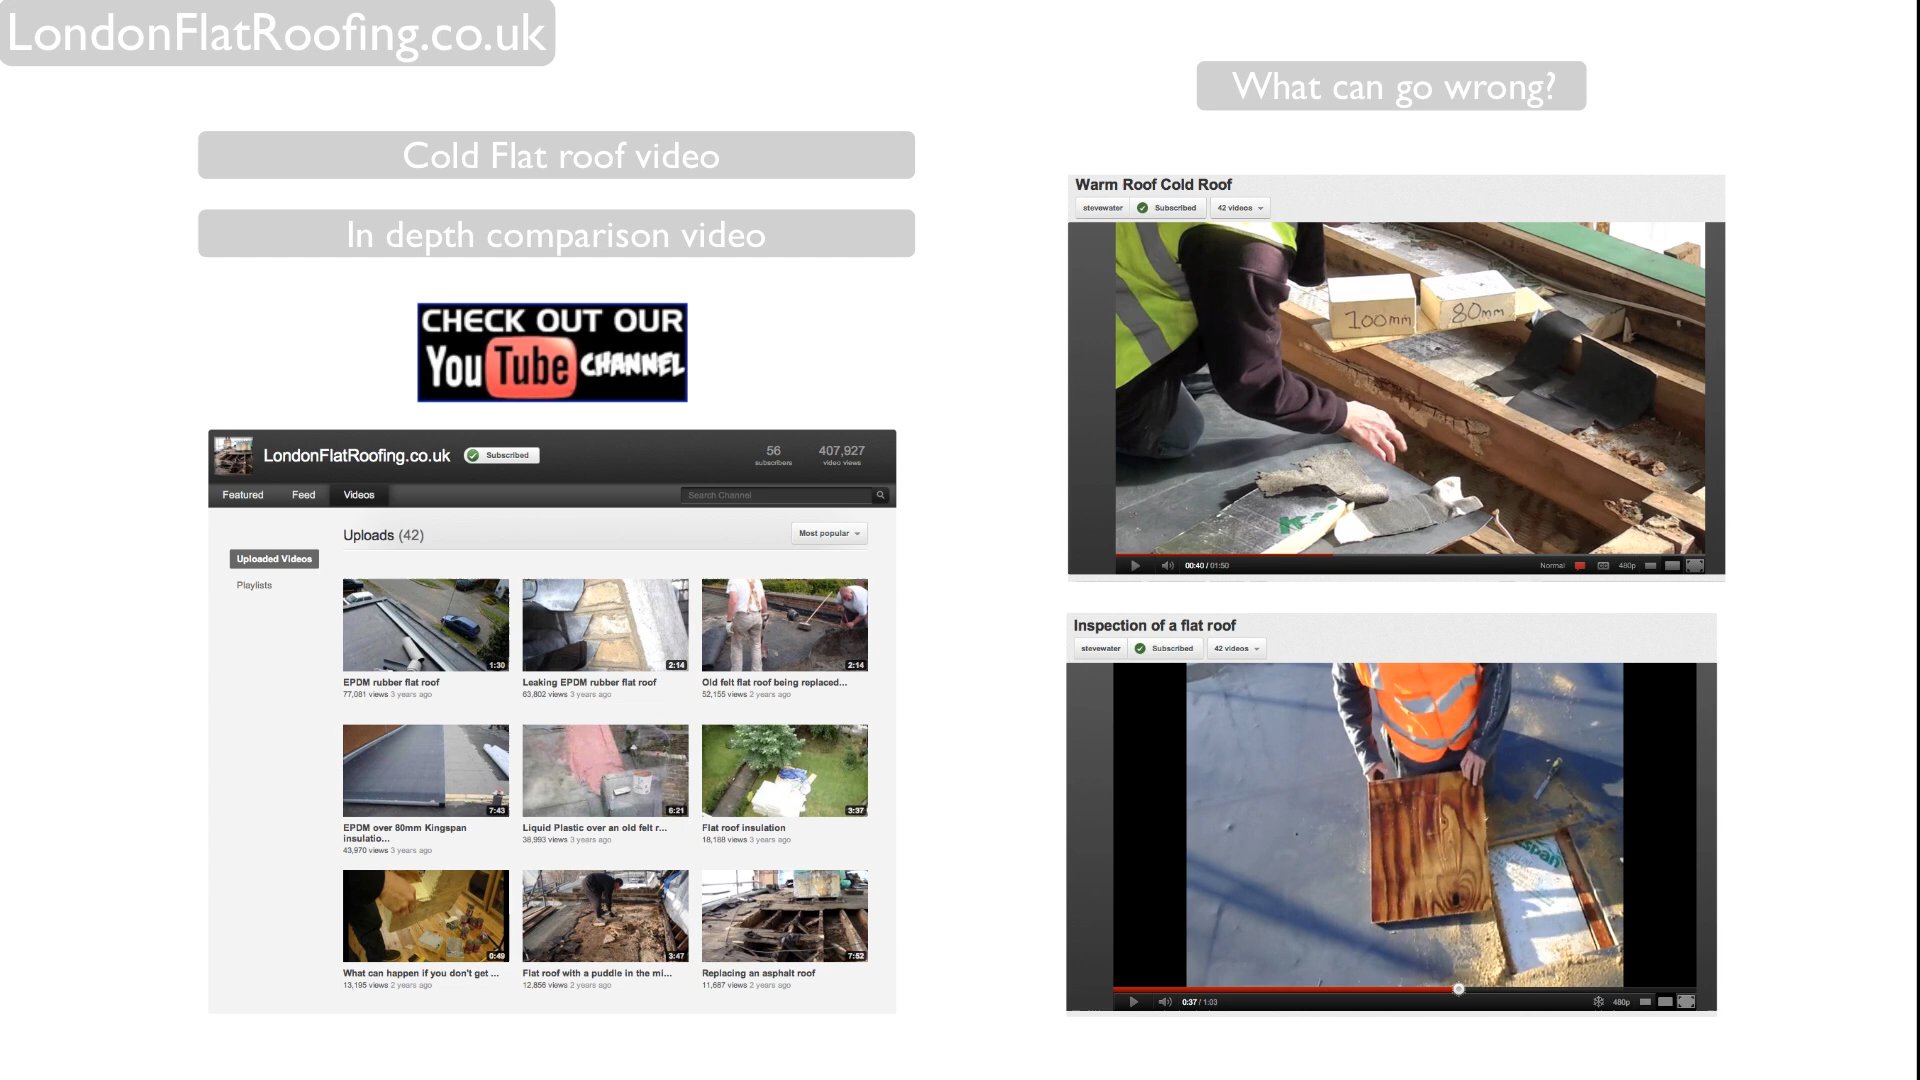 LondonFlatRoofing.co.uk
What can go wrong?
Cold Flat roof video
In depth comparison video
CHECK OUT OUR
YouTube CHANNEL
LondonFlatRoofing.co.uk
Subscribed
56
subscribers
407,927
video views
Featured
Feed
Videos
Search Channel
Uploads (42)
Most popular
Uploaded Videos
Playlists
1:30
EPDM rubber flat roof
77,081 views 3 years ago
2:14
Leaking EPDM rubber flat roof
63,802 views 3 years ago
2:14
Old felt flat roof being replaced...
52,155 views 2 years ago
7:43
EPDM over 80mm Kingspan
insulatio...
43,970 views 3 years ago
6:21
Liquid Plastic over an old felt r...
38,993 views 3 years ago
3:37
Flat roof insulation
18,188 views 3 years ago
0:49
What can happen if you don't get ...
13,195 views 2 years ago
3:47
Flat roof with a puddle in the mi...
12,856 views 2 years ago
7:52
Replacing an asphalt roof
11,687 views 2 years ago
Warm Roof Cold Roof
stevewater
Subscribed
42 videos
100mm
80mm
00:40 / 01:50
Normal
CC
480p
Inspection of a flat roof
stevewater
Subscribed
42 videos
span
0:37 / 1:03
480p